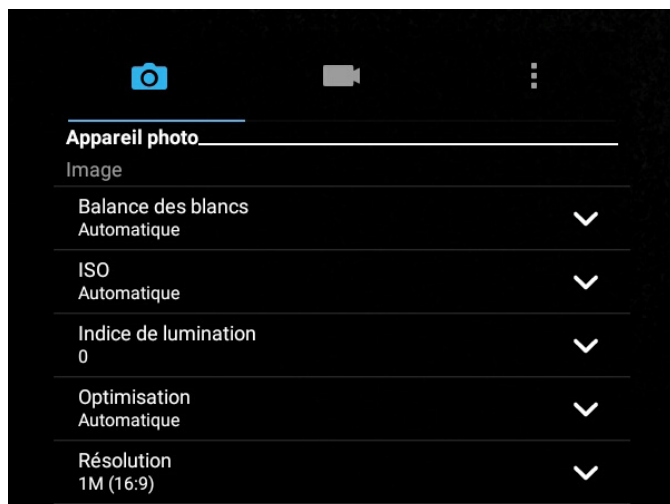 Appareil photo
Image
Balance des blancs
Automatique
ISO
Automatique
Indice de lumination
0
Optimisation
Automatique
Résolution
1M (16:9)